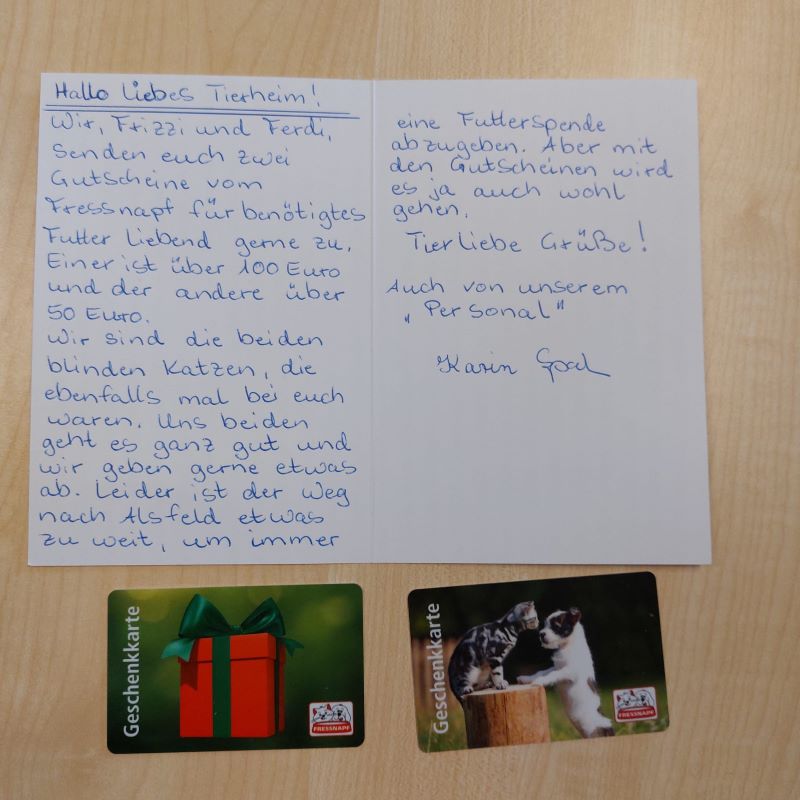 Hallo liebes Tierheim!
Wir, Frizzi und Ferdi,
senden euch zwei
Gutscheine vom
Fressnapf für benötigtes
Futter liebend gerne zu.
Einer ist über 100 Euro
und der andere über
50 Euro.
Wir sind die beiden
blinden Katzen, die
ebenfalls mal bei euch
waren. Uns beiden
geht es ganz gut und
wir geben gerne etwas
ab. Leider ist der Weg
nach Alsfeld etwas
zu weit, um immer
eine Futterspende
abzugeben. Aber mit
den Gutscheinen wird
es ja auch wohl
gehen.
Tierliebe Grüße!
Auch von unserem
„Personal"
Karin
Geschenkkarte
FRESSNAPF
Geschenkkarte
FRESSNAPF